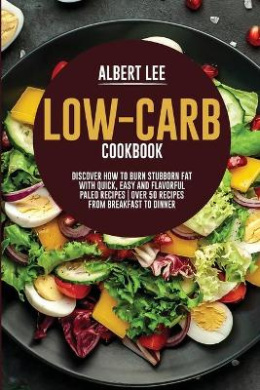 ALBERT LEE
LOW-CARB
COOKBOOK
DISCOVER HOW TO BURN STUBBORN FAT
WITH QUICK, EASY AND FLAVORFUL
PALEO RECIPES | OVER 50 RECIPES
FROM BREAKFAST TO DINNER